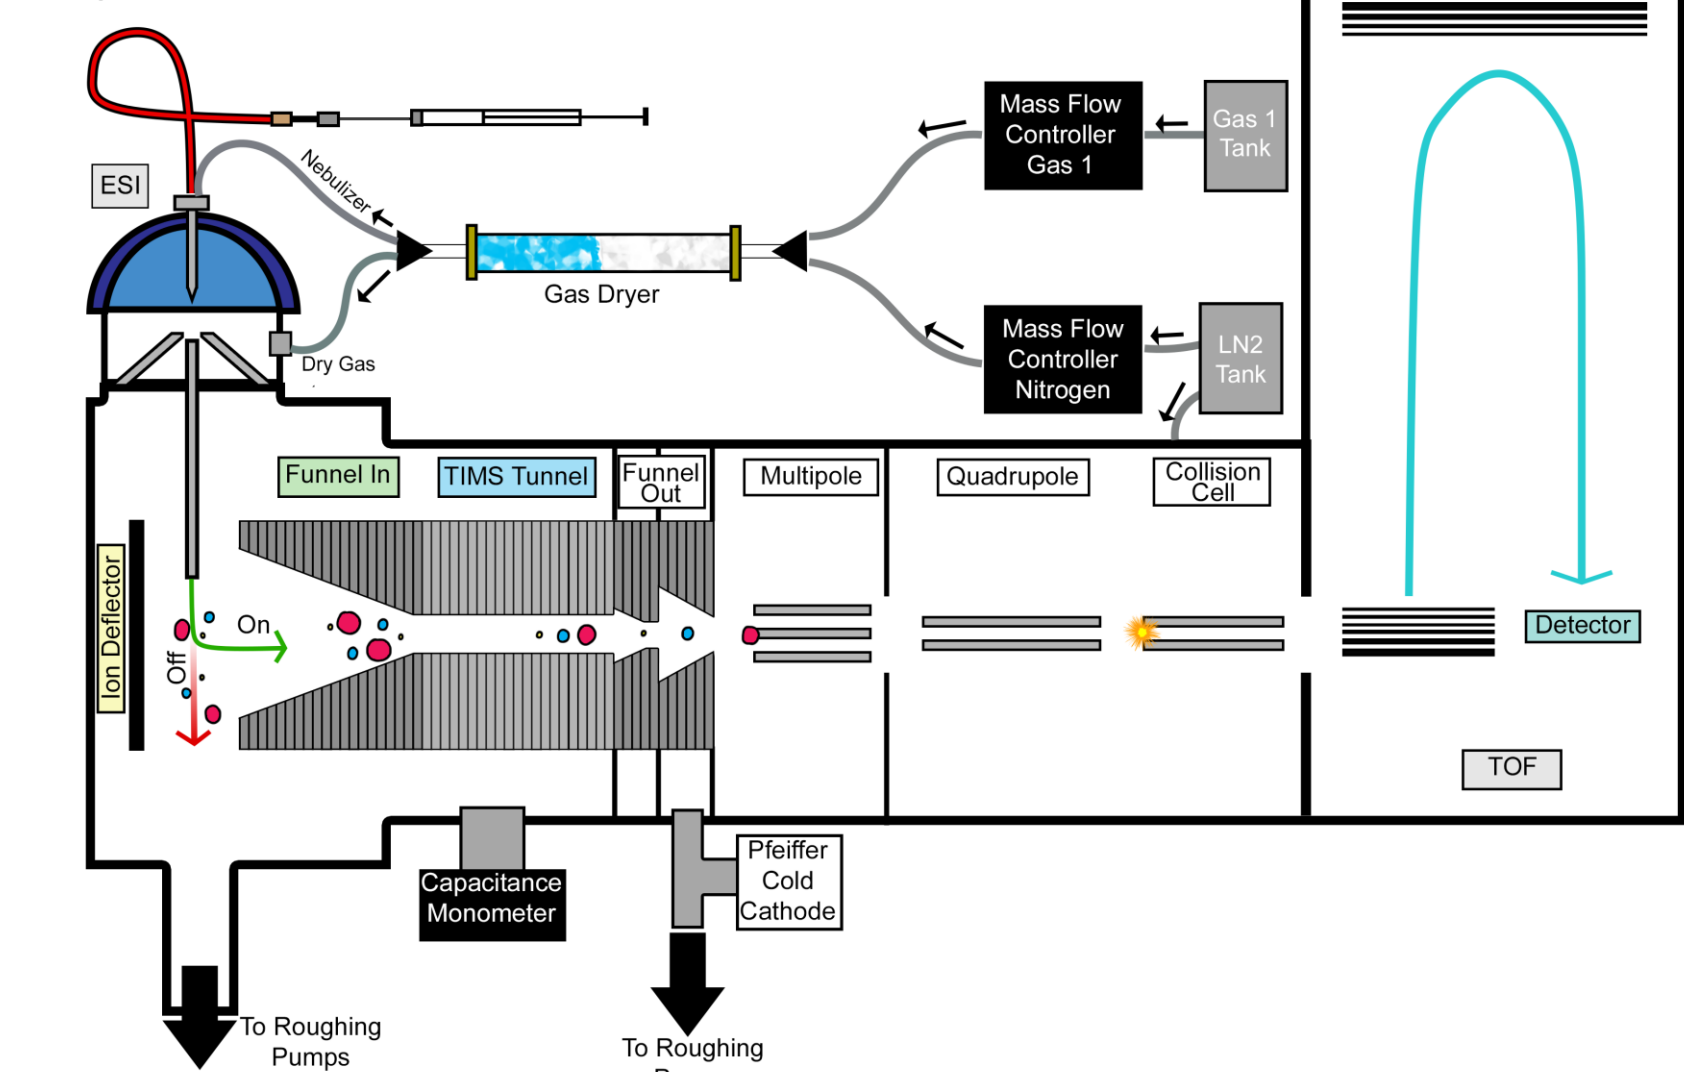 Mass Flow
Controller
Gas 1
Gas 1
Tank
ESI
Nebulizer
Gas Dryer
Dry Gas
Mass Flow
Controller
Nitrogen
LN2
Tank
Funnel In
TIMS Tunnel
Funnel
Out
Multipole
Quadrupole
Collision
Cell
Ion Deflector
On
Off
Detector
TOF
Capacitance
Monometer
Pfeiffer
Cold
Cathode
To Roughing
Pumps
To Roughing